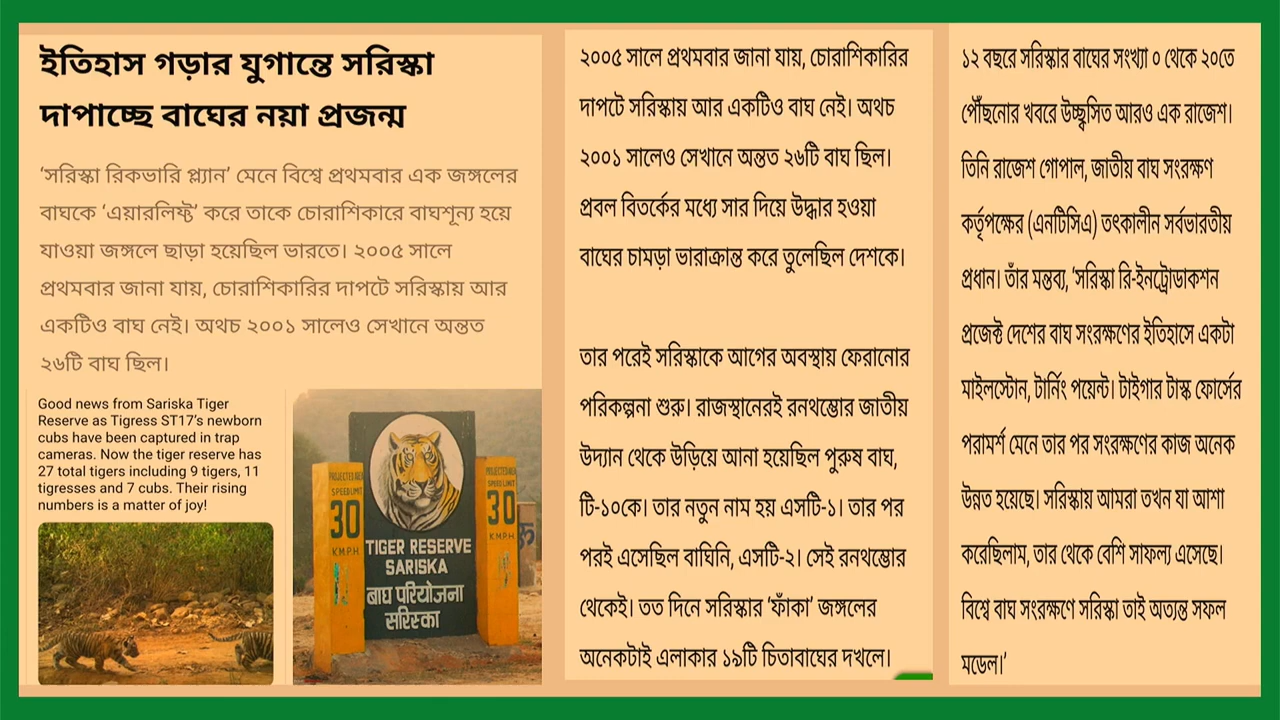 ইতিহাস গড়ার যুগান্তে সরিস্কা
দাপাচ্ছে বাঘের নয়া প্রজন্ম
‘সরিস্কা রিকভারি প্ল্যান’ মেনে বিশ্বে প্রথমবার এক জঙ্গলের
বাঘকে ‘এয়ারলিফ্ট’ করে তাকে চোরাশিকারে বাঘশূন্য হয়ে
যাওয়া জঙ্গলে ছাড়া হয়েছিল ভারতে। ২০০৫ সালে
প্রথমবার জানা যায়, চোরাশিকারির দাপটে সরিস্কায় আর
একটিও বাঘ নেই। অথচ ২০০১ সালেও সেখানে অন্তত
২৬টি বাঘ ছিল।
Good news from Sariska Tiger
Reserve as Tigress ST17's newborn
cubs have been captured in trap
cameras. Now the tiger reserve has
27 total tigers including 9 tigers, 11
tigresses and 7 cubs. Their rising
numbers is a matter of joy!
SPEED LIMIT
30
K.M.P.H
TIGER RESERVE
SARISKA
बाघ परियोजना
सरिस्का
SPEED LIMIT
30
K.M.P.H
২০০৫ সালে প্রথমবার জানা যায়, চোরাশিকারির
দাপটে সরিস্কায় আর একটিও বাঘ নেই। অথচ
২০০১ সালেও সেখানে অন্তত ২৬টি বাঘ ছিল।
প্রবল বিতর্কের মধ্যে সার দিয়ে উদ্ধার হওয়া
বাঘের চামড়া ভারাক্রান্ত করে তুলেছিল দেশকে।
তার পরেই সরিস্কাকে আগের অবস্থায় ফেরানোর
পরিকল্পনা শুরু। রাজস্থানেরই রনথম্ভোর জাতীয়
উদ্যান থেকে উড়িয়ে আনা হয়েছিল পুরুষ বাঘ,
টি-১০কে। তার নতুন নাম হয় এসটি-১। তার পর
পরই এসেছিল বাঘিনি, এসটি-২। সেই রনথম্ভোর
থেকেই। তত দিনে সরিস্কার ‘ফাঁকা’ জঙ্গলের
অনেকটাই এলাকার ১৯টি চিতাবাঘের দখলে।
১২ বছরে সরিস্কার বাঘের সংখ্যা ০ থেকে ২০তে
পৌঁছনোর খবরে উচ্ছ্বসিত আরও এক রাজেশ।
তিনি রাজেশ গোপাল, জাতীয় বাঘ সংরক্ষণ
কর্তৃপক্ষের (এনটিসিএ) তৎকালীন সর্বভারতীয়
প্রধান। তাঁর মন্তব্য, ‘সরিস্কা রি-ইনট্রোডাকশন
প্রজেক্ট দেশের বাঘ সংরক্ষণের ইতিহাসে একটা
মাইলস্টোন, টার্নিং পয়েন্ট। টাইগার টাস্ক ফোর্সের
পরামর্শ মেনে তার পর সংরক্ষণের কাজ অনেক
উন্নত হয়েছে। সরিস্কায় আমরা তখন যা আশা
করেছিলাম, তার থেকে বেশি সাফল্য এসেছে।
বিশ্বে বাঘ সংরক্ষণে সরিস্কা তাই অত্যন্ত সফল
মডেল।’